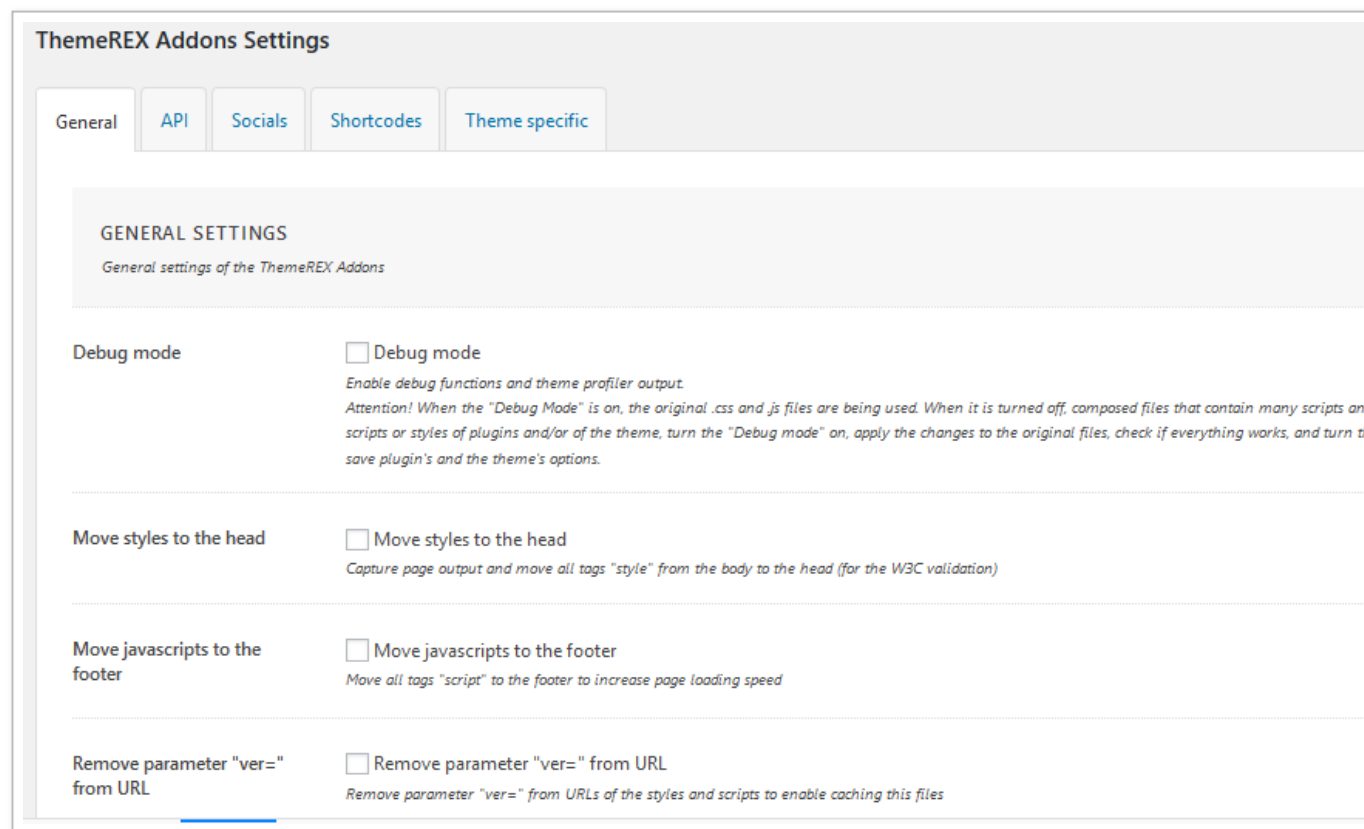 ThemeREX Addons Settings
General API Socials Shortcodes Theme specific
GENERAL SETTINGS
General settings of the ThemeREX Addons
Debug mode
Debug mode
Enable debug functions and theme profiler output.
Attention! When the "Debug Mode" is on, the original .css and .js files are being used. When it is turned off, composed files that contain many scripts
scripts or styles of plugins and/or of the theme, turn the "Debug mode" on, apply the changes to the original files, check if everything works, and turn
save plugin's and the theme's options.
Move styles to the head
Move styles to the head
Capture page output and move all tags "style" from the body to the head (for the W3C validation)
Move javascripts to the
footer
Move javascripts to the footer
Move all tags "script" to the footer to increase page loading speed
Remove parameter "ver="
from URL
Remove parameter "ver=" from URL
Remove parameter "ver=" from URLs of the styles and scripts to enable caching this files